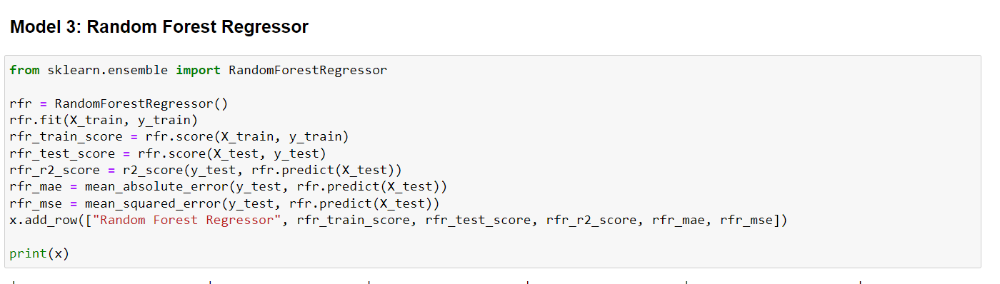 Model 3: Random Forest Regressor
from sklearn.ensemble import RandomForestRegressor
rfr = RandomForestRegressor()
rfr.fit(X_train, y_train)
rfr_train_score = rfr.score(X_train, y_train)
rfr_test_score = rfr.score(X_test, y_test)
rfr_r2_score = r2_score(y_test, rfr.predict(X_test))
rfr_mae = mean_absolute_error(y_test, rfr.predict(X_test))
rfr_mse = mean_squared_error(y_test, rfr.predict(X_test))
x.add_row(["Random Forest Regressor", rfr_train_score, rfr_test_score, rfr_r2_score, rfr_mae, rfr_mse])
print(x)